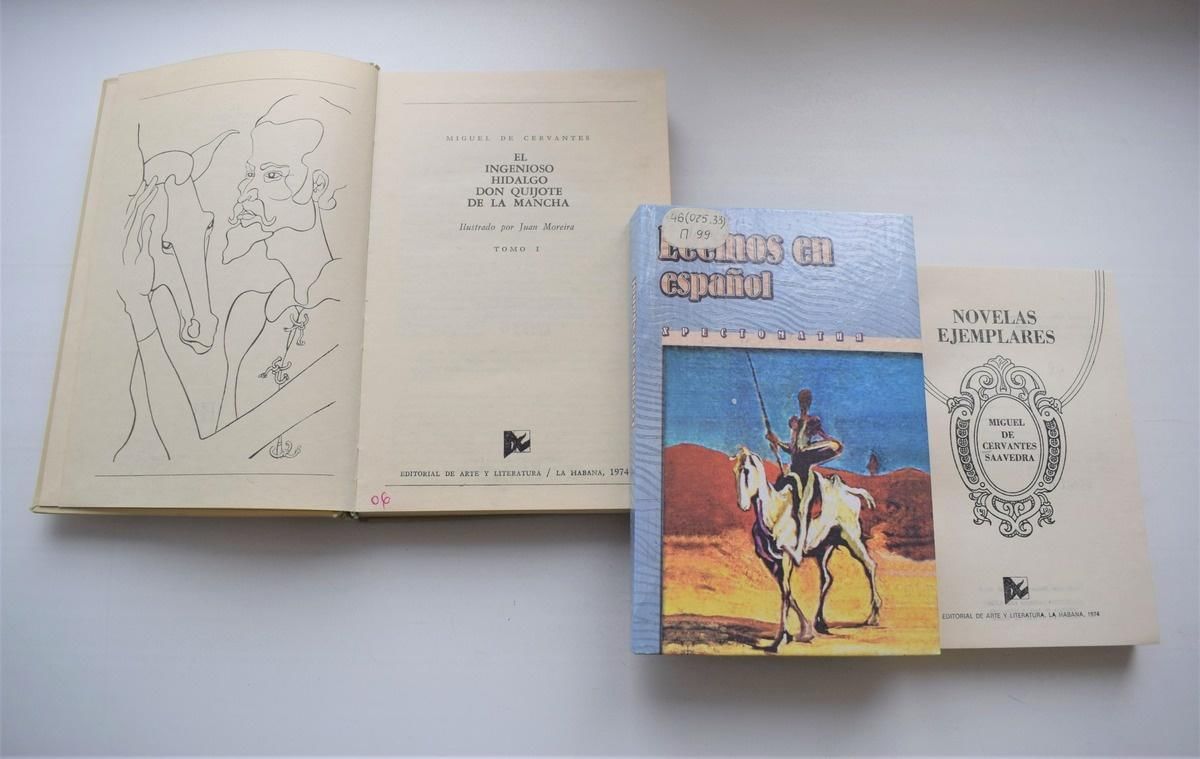 MIGUEL DE CERVANTES
EL
INGENIOSO
HIDALGO
DON QUIJOTE
DE LA MANCHA
Ilustrado por Juan Moreira
TOMO I
EDITORIAL DE ARTE Y LITERATURA / LA HABANA, 1974
06
46(075.33)
П 99
Leemos en
español
ХРЕСТОМАТИЯ
NOVELAS
EJEMPLARES
MIGUEL
DE
CERVANTES
SAAVEDRA
EDITORIAL DE ARTE Y LITERATURA, LA HABANA, 1974